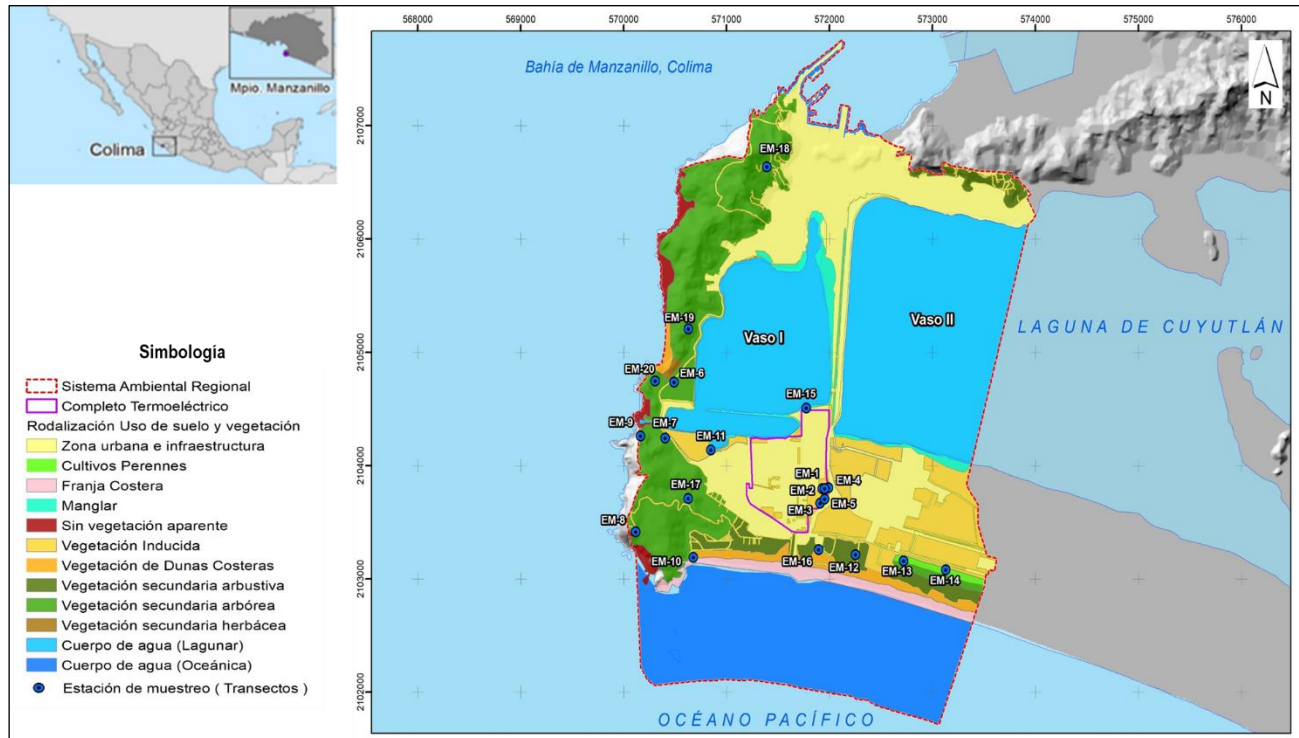 568000
569000
570000
571000
572000
573000
574000
575000
576000
Mpio. Manzanillo
Colima
Bahía de Manzanillo, Colima
N
2107000
2106000
2105000
2104000
2103000
2102000
EM-18
EM-19
Vaso I
Vaso II
LAGUNA DE CUYUTLÁN
EM-20
EM-6
EM-15
EM-9
EM-7
EM-11
EM-1
EM-4
EM-2
EM-17
EM-3
EM-5
EM-8
EM-10
EM-16
EM-12
EM-13
EM-14
OCÉANO PACÍFICO
Simbología
Sistema Ambiental Regional
Completo Termoeléctrico
Rodalización Uso de suelo y vegetación
Zona urbana e infraestructura
Cultivos Perennes
Franja Costera
Manglar
Sin vegetación aparente
Vegetación Inducida
Vegetación de Dunas Costeras
Vegetación secundaria arbustiva
Vegetación secundaria arbórea
Vegetación secundaria herbácea
Cuerpo de agua (Lagunar)
Cuerpo de agua (Oceánica)
Estación de muestreo ( Transectos )